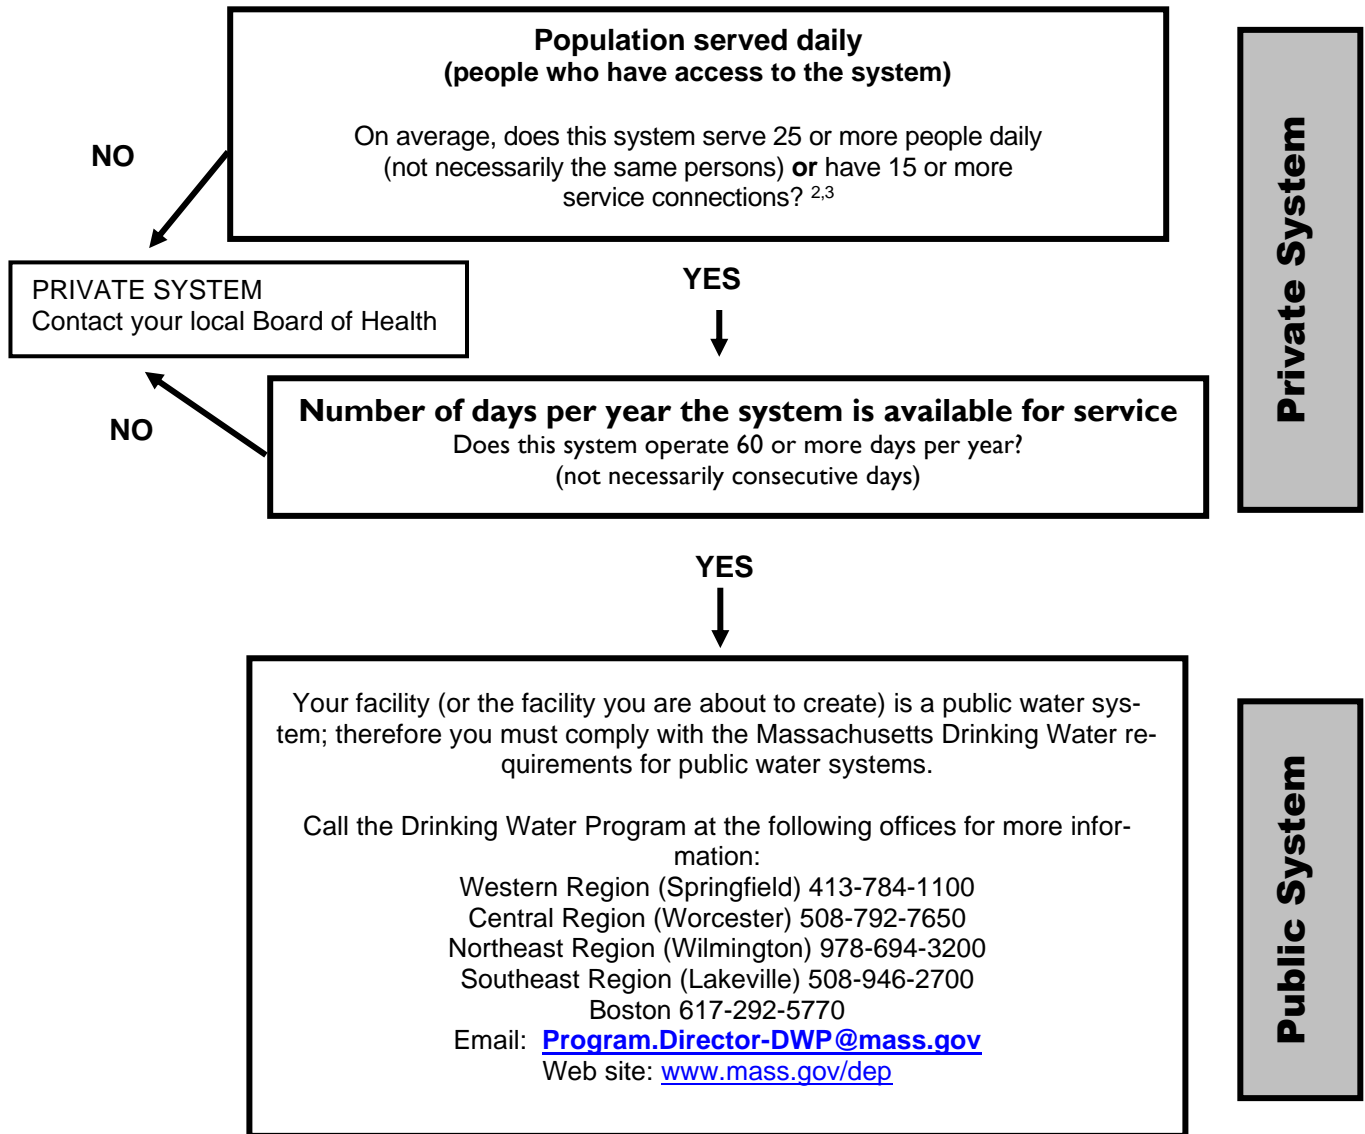 Population served daily
(people who have access to the system)
On average, does this system serve 25 or more people daily
(not necessarily the same persons) or have 15 or more
service connections? 2,3
NO
PRIVATE SYSTEM
Contact your local Board of Health
YES
Number of days per year the system is available for service
Does this system operate 60 or more days per year?
(not necessarily consecutive days)
NO
YES
Private System
Your facility (or the facility you are about to create) is a public water sys-
tem; therefore you must comply with the Massachusetts Drinking Water re-
quirements for public water systems.
Call the Drinking Water Program at the following offices for more infor-
mation:
Western Region (Springfield) 413-784-1100
Central Region (Worcester) 508-792-7650
Northeast Region (Wilmington) 978-694-3200
Southeast Region (Lakeville) 508-946-2700
Boston 617-292-5770
Email: Program.Director-DWP@mass.gov
Web site: www.mass.gov/dep
Public System